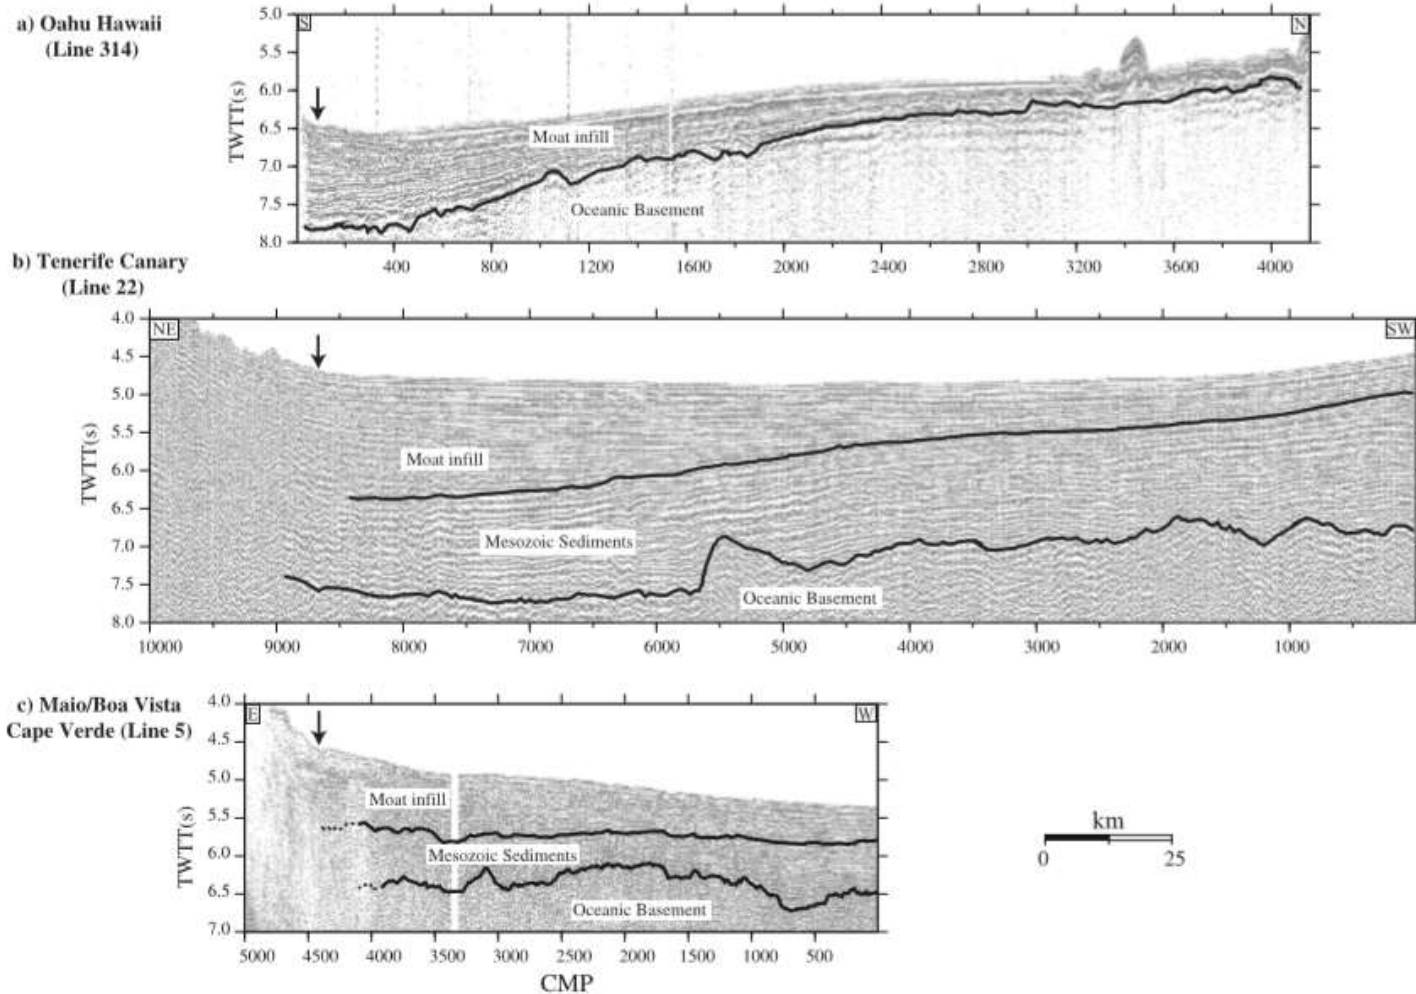 a) Oahu Hawaii
(Line 314)
S
N
TWTT(s)
5.0
5.5
6.0
6.5
7.0
7.5
8.0
Moat infill
Oceanic Basement
400 800 1200 1600 2000 2400 2800 3200 3600 4000
b) Tenerife Canary
(Line 22)
NE
SW
TWTT(s)
4.0
4.5
5.0
5.5
6.0
6.5
7.0
7.5
8.0
Moat infill
Mesozoic Sediments
Oceanic Basement
10000 9000 8000 7000 6000 5000 4000 3000 2000 1000
c) Maio/Boa Vista
Cape Verde (Line 5)
E
W
TWTT(s)
4.0
4.5
5.0
5.5
6.0
6.5
7.0
Moat infill
Mesozoic Sediments
Oceanic Basement
5000 4500 4000 3500 3000 2500 2000 1500 1000 500
CMP
km
0 25